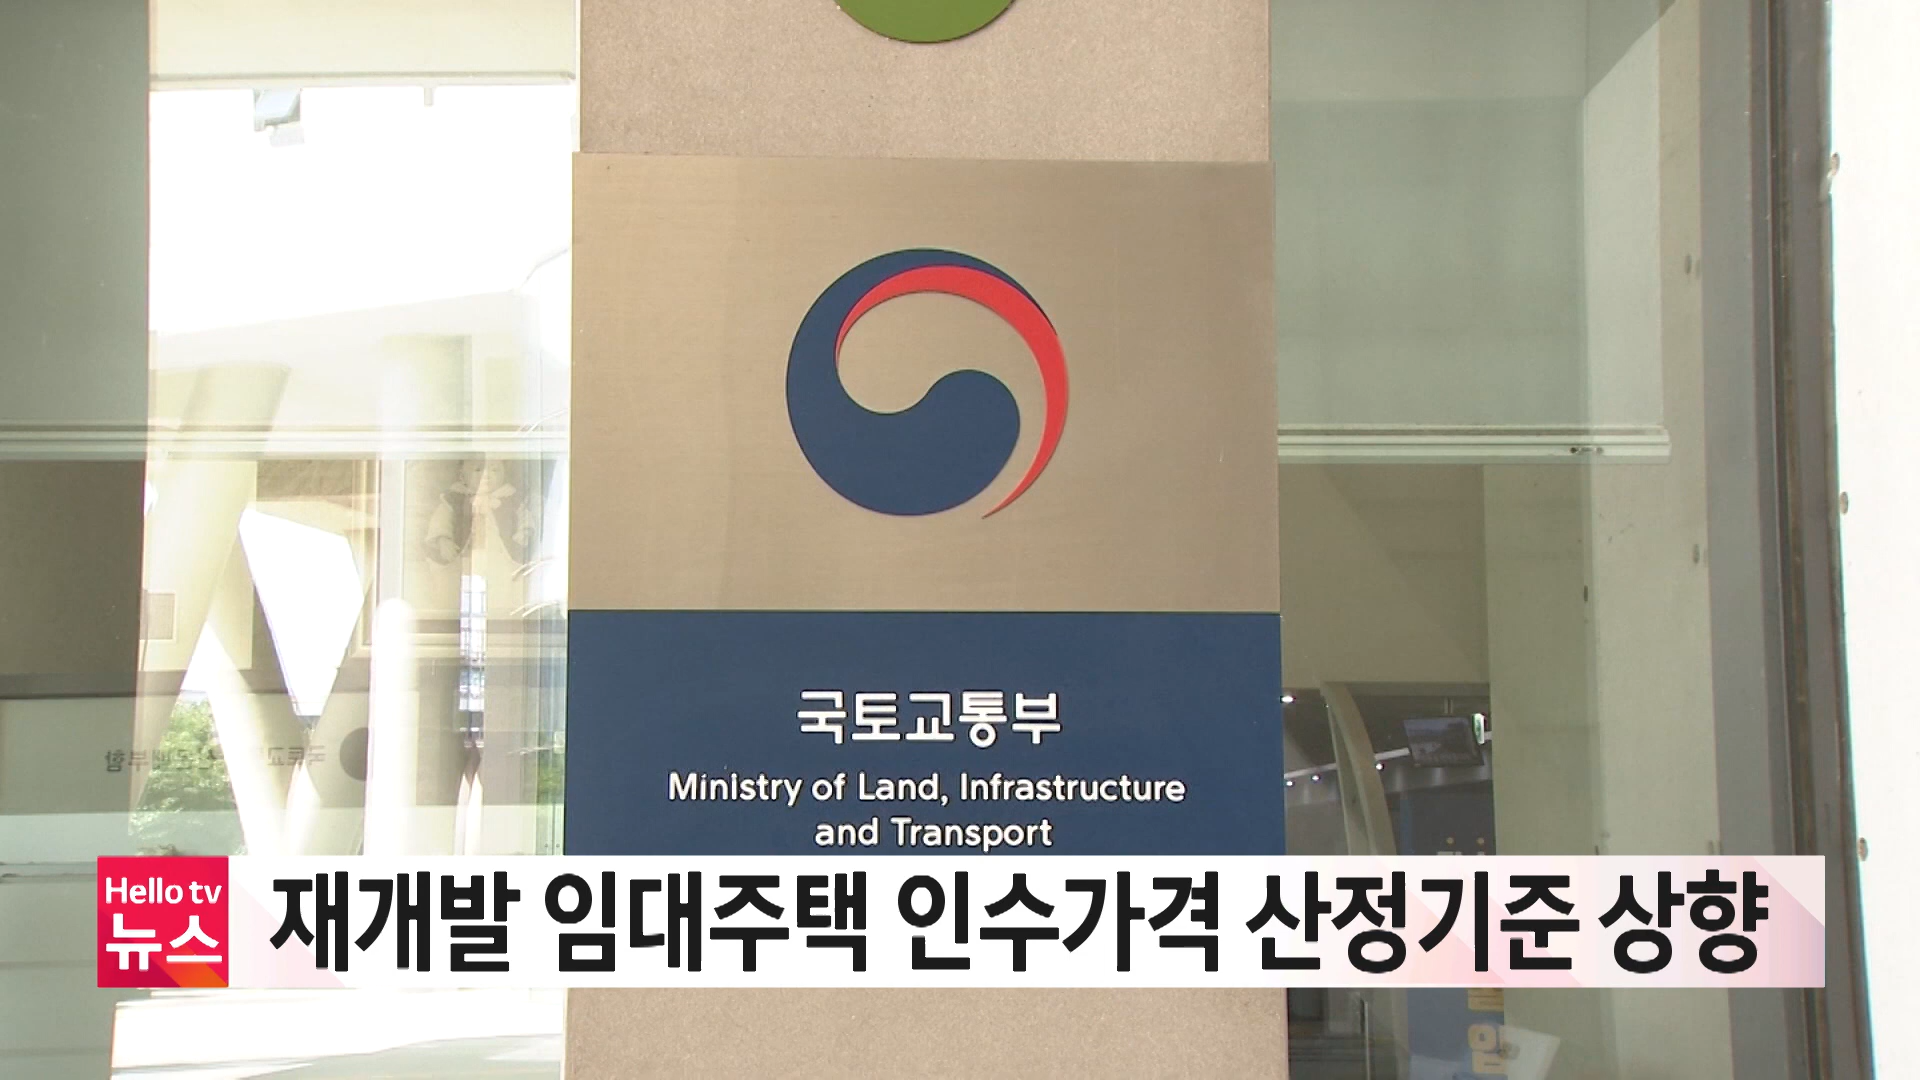 국토교통부
Ministry of Land, Infrastructure
and Transport
Hello tv
뉴스
재개발 임대주택 인수가격 산정기준 상향